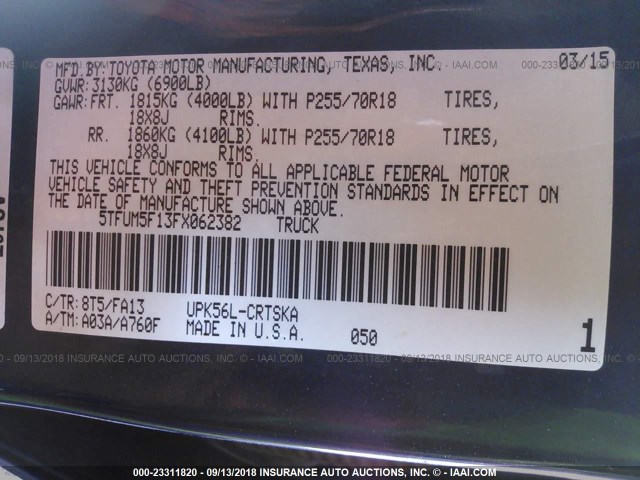 MFD.BY:TOYOTA MOTOR MANUFACTURING, TEXAS, INC. 03/15
GVWR:3130KG (6900LB)
GAWR:FRT. 1815KG (4000LB) WITH P255/70R18 TIRES,
18X8J RIMS.
RR. 1860KG (4100LB) WITH P255/70R18 TIRES,
18X8J RIMS.
THIS VEHICLE CONFORMS TO ALL APPLICABLE FEDERAL MOTOR
VEHICLE SAFETY AND THEFT PREVENTION STANDARDS IN EFFECT ON
THE DATE OF MANUFACTURE SHOWN ABOVE.
5TFUM5F13FX062382 TRUCK
C/TR:8T5/FA13 UPK56L-CRTSKA
A/TM:A03A/A760F MADE IN U.S.A. 050 1
000-23311820 - 09/13/2018 INSURANCE AUTO AUCTIONS - IAAI.COM